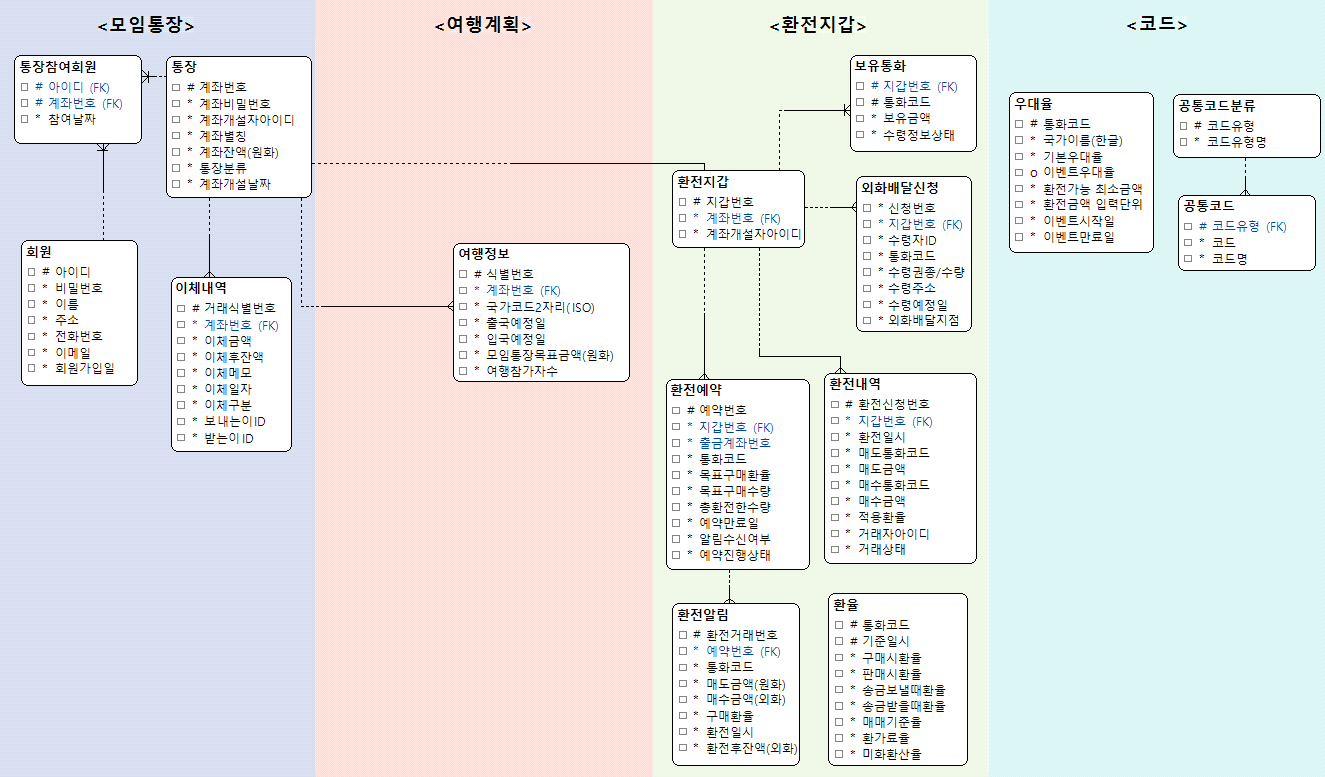 <모임통장>
통장참여회원
# 아이디 (FK)
# 계좌번호 (FK)
* 참여날짜
통장
# 계좌번호
* 계좌비밀번호
* 계좌개설자아이디
* 계좌별칭
* 계좌잔액(원화)
* 통장분류
* 계좌개설날짜
회원
# 아이디
* 비밀번호
* 이름
* 주소
* 전화번호
* 이메일
* 회원가입일
이체내역
# 거래식별번호
* 계좌번호 (FK)
* 이체금액
* 이체후잔액
* 이체메모
* 이체일자
* 이체구분
* 보내는이ID
* 받는이ID
<여행계획>
여행정보
# 식별번호
* 계좌번호 (FK)
* 국가코드2자리(ISO)
* 출국예정일
* 입국예정일
* 모임통장목표금액(원화)
* 여행참가자수
<환전지갑>
보유통화
# 지갑번호 (FK)
# 통화코드
* 보유금액
* 수령정보상태
환전지갑
# 지갑번호
* 계좌번호 (FK)
* 계좌개설자아이디
외화배달신청
* 신청번호
* 지갑번호 (FK)
* 수령자ID
* 통화코드
* 수령권종/수량
* 수령주소
* 수령예정일
* 외화배달지점
환전예약
# 예약번호
* 지갑번호 (FK)
* 출금계좌번호
* 통화코드
* 목표구매환율
* 목표구매수량
* 총환전한수량
* 예약만료일
* 알림수신여부
* 예약진행상태
환전내역
# 환전신청번호
* 지갑번호 (FK)
* 환전일시
* 매도통화코드
* 매도금액
* 매수통화코드
* 매수금액
* 적용환율
* 거래자아이디
* 거래상태
환전알림
# 환전거래번호
* 예약번호 (FK)
* 통화코드
* 매도금액(원화)
* 매수금액(외화)
* 구매환율
* 환전일시
* 환전후잔액(외화)
환율
# 통화코드
# 기준일시
* 구매시환율
* 판매시환율
* 송금보낼때환율
* 송금받을때환율
* 매매기준율
* 환가료율
* 미화환산율
<코드>
우대율
# 통화코드
* 국가이름(한글)
* 기본우대율
o 이벤트우대율
* 환전가능 최소금액
* 환전금액 입력단위
* 이벤트시작일
* 이벤트만료일
공통코드분류
# 코드유형
* 코드유형명
공통코드
# 코드유형 (FK)
* 코드
* 코드명